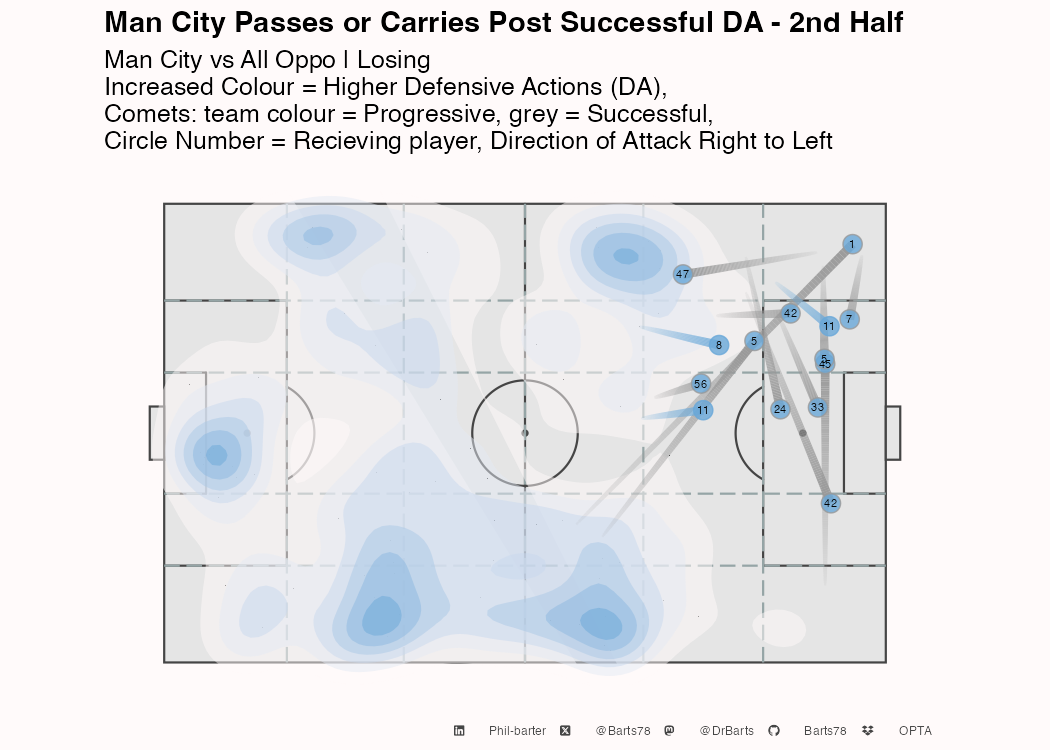 Man City Passes or Carries Post Successful DA - 2nd Half
Man City vs All Oppo | Losing
Increased Colour = Higher Defensive Actions (DA),
Comets: team colour = Progressive, grey = Successful,
Circle Number = Recieving player, Direction of Attack Right to Left
1
47
42
11
7
8
5
5
45
56
11
24
33
42
Phil-barter @Barts78 @DrBarts Barts78 OPTA